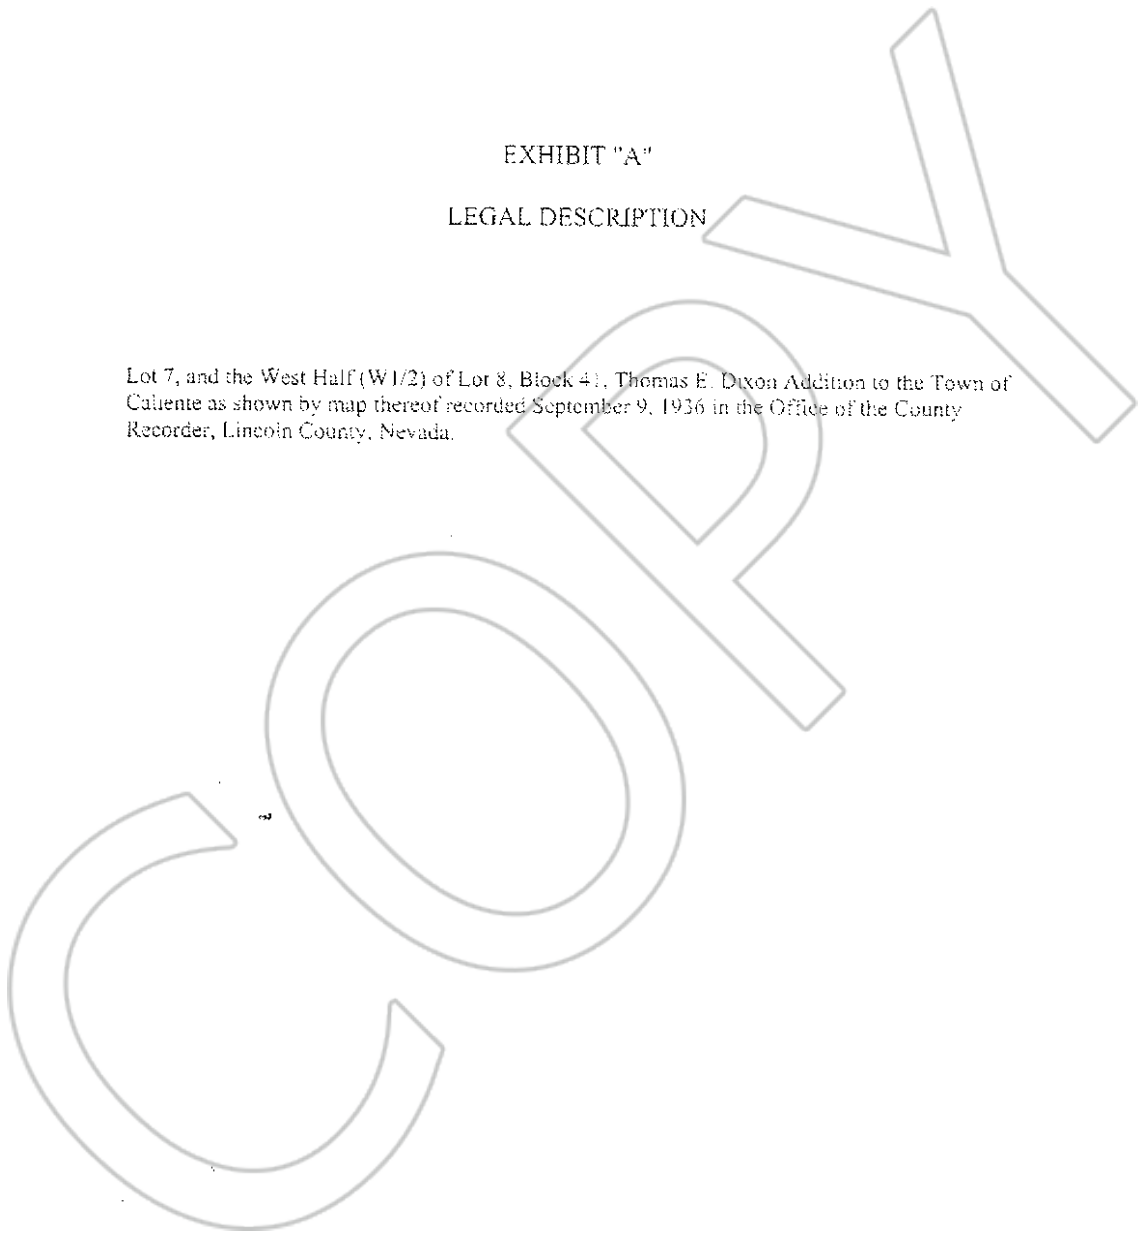 EXHIBIT "A"
LEGAL DESCRIPTION
Lot 7, and the West Half (W1/2) of Lot 8, Block 41, Thomas E. Dixon Addition to the Town of
Caliente as shown by map thereof recorded September 9, 1936 in the Office of the County
Recorder, Lincoln County, Nevada.
COPY